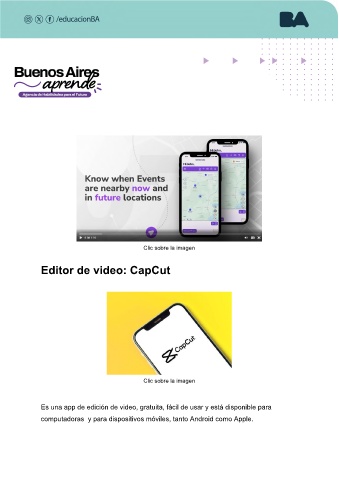 /educacionBA
BA
Buenos Aires
aprende
Agencia de Habilidades para el Futuro
Know when Events
are nearby now and
in future locations
Clic sobre la imagen
Editor de video: CapCut
CapCut
Clic sobre la imagen
Es una app de edición de video, gratuita, fácil de usar y está disponible para
computadoras y para dispositivos móviles, tanto Android como Apple.